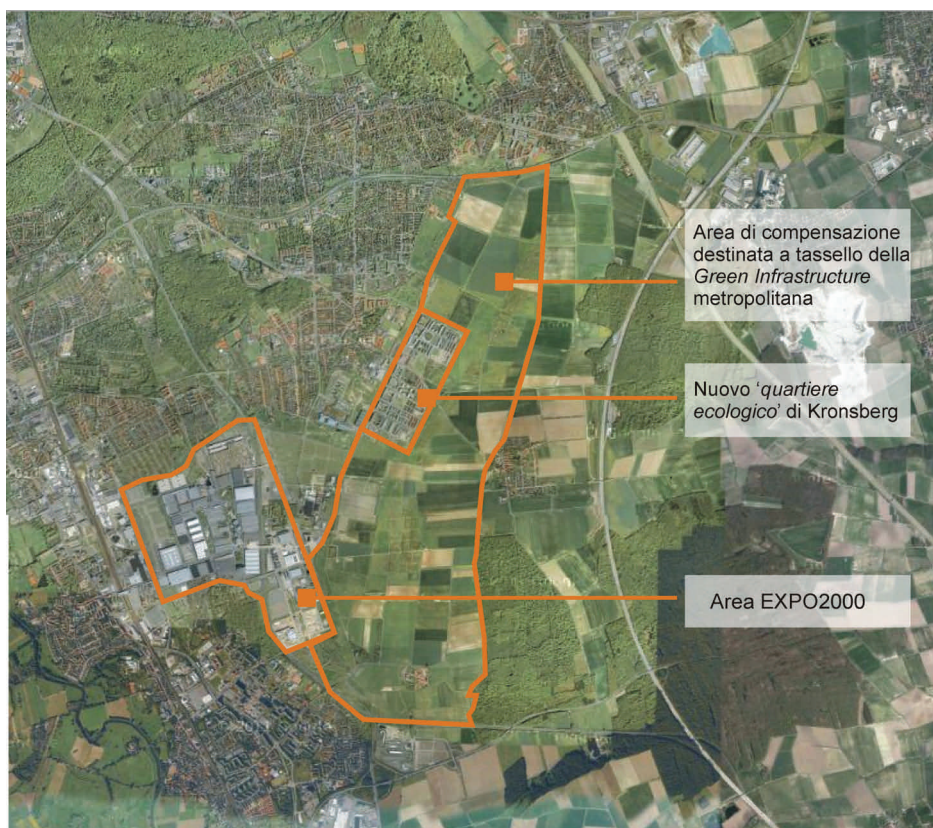 Area di compensazione
destinata a tassello della
Green Infrastructure
metropolitana
Nuovo ‘quartiere
ecologico’ di Kronsberg
Area EXPO2000